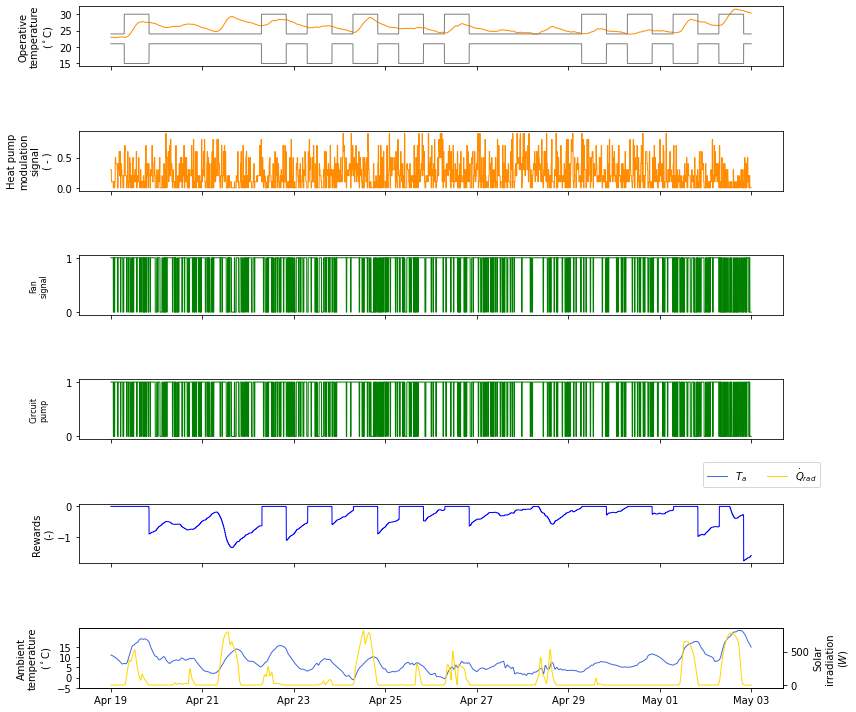 Operative
temperature
(°C)
30
25
20
15
Heat pump
modulation
signal
( - )
0.5
0.0
Fan
signal
1
0
Circuit
pump
1
0
T_a
Q̇_rad
Rewards
(-)
0
−1
Ambient
temperature
(°C)
15
10
5
0
−5
500
0
Solar
irradiation
(W)
Apr 19
Apr 21
Apr 23
Apr 25
Apr 27
Apr 29
May 01
May 03